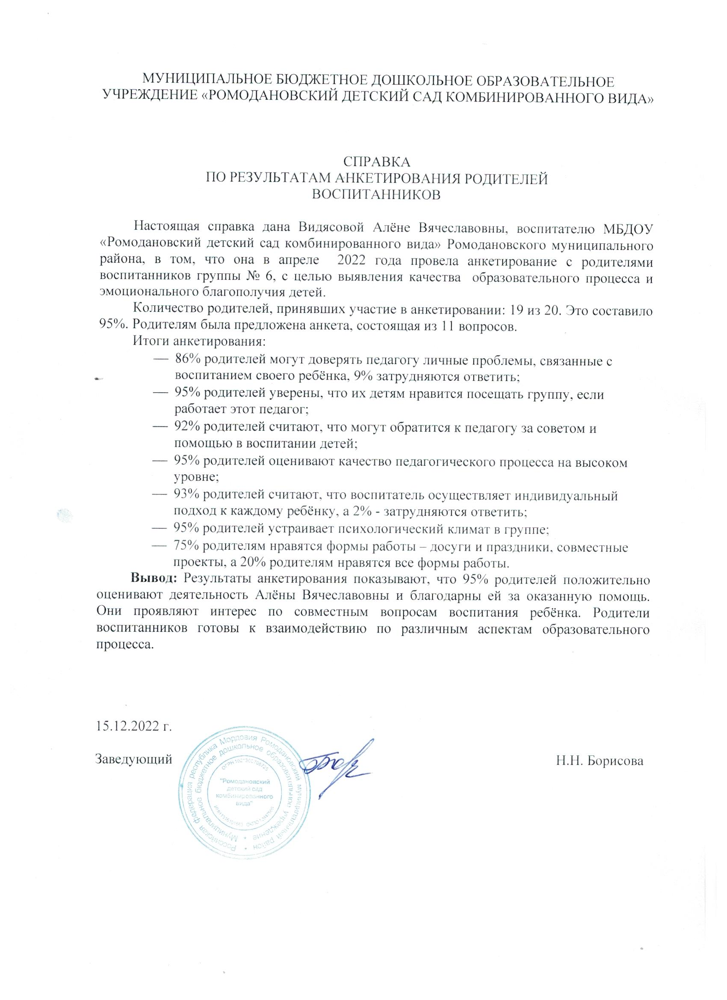 МУНИЦИПАЛЬНОЕ БЮДЖЕТНОЕ ДОШКОЛЬНОЕ ОБРАЗОВАТЕЛЬНОЕ
УЧРЕЖДЕНИЕ «РОМОДАНОВСКИЙ ДЕТСКИЙ САД КОМБИНИРОВАННОГО ВИДА»
СПРАВКА
ПО РЕЗУЛЬТАТАМ АНКЕТИРОВАНИЯ РОДИТЕЛЕЙ
ВОСПИТАННИКОВ
Настоящая справка дана Видясовой Алёне Вячеславовны, воспитателю МБДОУ
«Ромодановский детский сад комбинированного вида» Ромодановского муниципального
района, в том, что она в апреле 2022 года провела анкетирование с родителями
воспитанников группы № 6, с целью выявления качества образовательного процесса и
эмоционального благополучия детей.
Количество родителей, принявших участие в анкетировании: 19 из 20. Это составило
95%. Родителям была предложена анкета, состоящая из 11 вопросов.
Итоги анкетирования:
— 86% родителей могут доверять педагогу личные проблемы, связанные с
воспитанием своего ребёнка, 9% затрудняются ответить;
— 95% родителей уверены, что их детям нравится посещать группу, если
работает этот педагог;
— 92% родителей считают, что могут обратится к педагогу за советом и
помощью в воспитании детей;
— 95% родителей оценивают качество педагогического процесса на высоком
уровне;
— 93% родителей считают, что воспитатель осуществляет индивидуальный
подход к каждому ребёнку, а 2% - затрудняются ответить;
— 95% родителей устраивает психологический климат в группе;
— 75% родителям нравятся формы работы – досуги и праздники, совместные
проекты, а 20% родителям нравятся все формы работы.
Вывод: Результаты анкетирования показывают, что 95% родителей положительно
оценивают деятельность Алёны Вячеславовны и благодарны ей за оказанную помощь.
Они проявляют интерес по совместным вопросам воспитания ребёнка. Родители
воспитанников готовы к взаимодействию по различным аспектам образовательного
процесса.
15.12.2022 г.
Заведующий Н.Н. Борисова
Российская федерация республика Мордовия Ромодановский муниципальный район
Муниципальное бюджетное дошкольное образовательное учреждение
ОГРН
"Ромодановский
детский сад
комбинированного
вида"